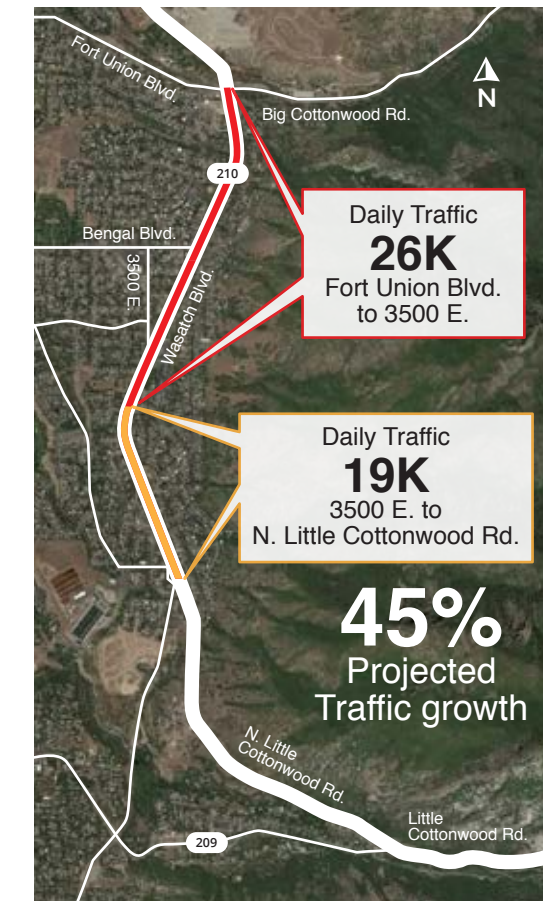 Fort Union Blvd.
N
Big Cottonwood Rd.
210
Bengal Blvd.
3500 E.
Wasatch Blvd.
Daily Traffic
26K
Fort Union Blvd.
to 3500 E.
Daily Traffic
19K
3500 E. to
N. Little Cottonwood Rd.
45%
Projected
Traffic growth
N. Little
Cottonwood Rd.
Little
Cottonwood Rd.
209